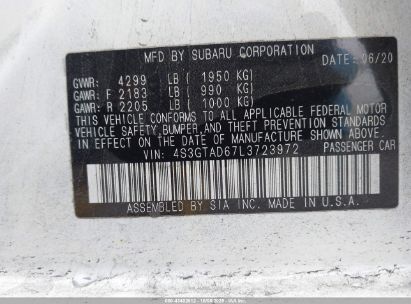 MFD BY SUBARU CORPORATION DATE: 06/20
GVWR: 4299 LB ( 1950 KG)
GAWR: F 2183 LB ( 990 KG)
GAWR: R 2205 LB ( 1000 KG)
THIS VEHICLE CONFORMS TO ALL APPLICABLE FEDERAL MOTOR
VEHICLE SAFETY, BUMPER, AND THEFT PREVENTION STANDARDS
IN EFFECT ON THE DATE OF MANUFACTURE SHOWN ABOVE.
VIN: 4S3GTAD67L3723972 PASSENGER CAR
ASSEMBLED BY SIA INC. IN U.S.A.